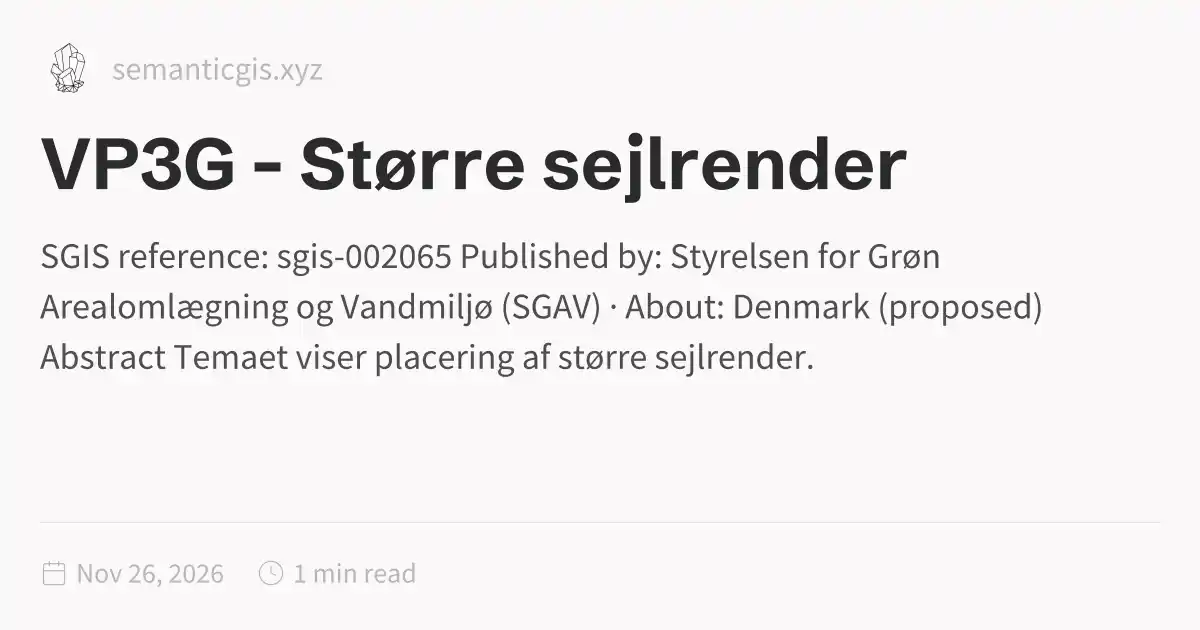 semanticgis.xyz
VP3G - Større sejlrender
SGIS reference: sgis-002065 Published by: Styrelsen for Grøn
Arealomlægning og Vandmiljø (SGAV) · About: Denmark (proposed)
Abstract Temaet viser placering af større sejlrender.
Nov 26, 2026 1 min read